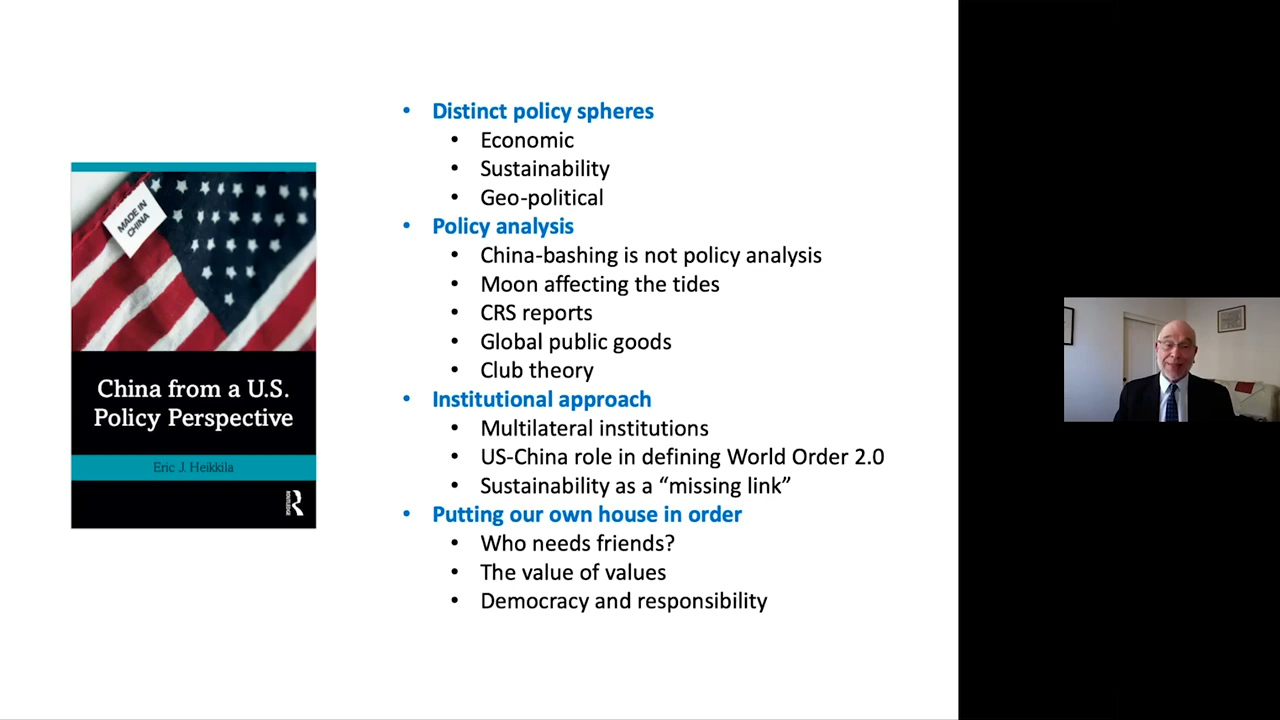 MADE IN
CHINA
China from a U.S.
Policy Perspective
Eric J. Heikkila
R
ROUTLEDGE
• Distinct policy spheres
• Economic
• Sustainability
• Geo-political
• Policy analysis
• China-bashing is not policy analysis
• Moon affecting the tides
• CRS reports
• Global public goods
• Club theory
• Institutional approach
• Multilateral institutions
• US-China role in defining World Order 2.0
• Sustainability as a “missing link”
• Putting our own house in order
• Who needs friends?
• The value of values
• Democracy and responsibility